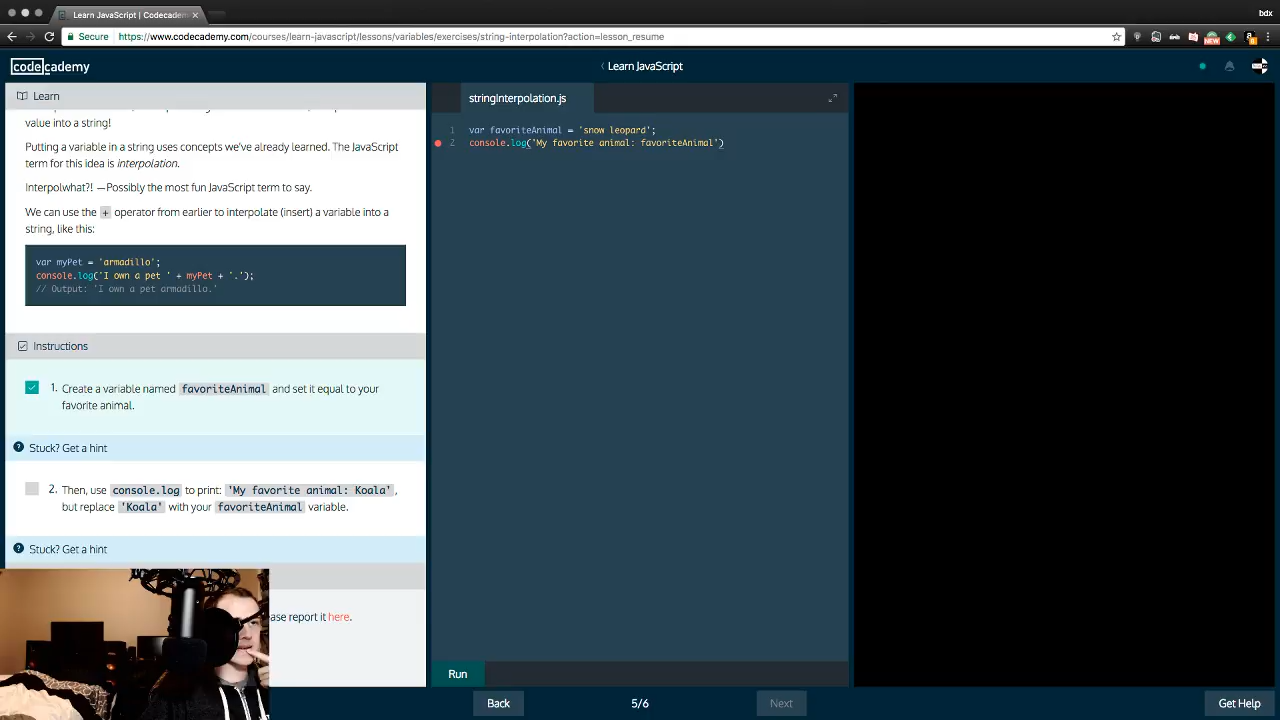 Learn JavaScript | Codecadem
bdx
Secure
https://www.codecademy.com/courses/learn-javascript/lessons/variables/exercises/string-interpolation?action=lesson_resume
NEW
codecademy
Learn JavaScript
Learn
value into a string!
Putting a variable in a string uses concepts we've already learned. The JavaScript
term for this idea is interpolation.
Interpolwhat?! —Possibly the most fun JavaScript term to say.
We can use the + operator from earlier to interpolate (insert) a variable into a
string, like this:
var myPet = 'armadillo';
console.log('I own a pet ' + myPet + '.');
// Output: 'I own a pet armadillo.'
Instructions
1. Create a variable named favoriteAnimal and set it equal to your
favorite animal.
Stuck? Get a hint
2. Then, use console.log to print: 'My favorite animal: Koala',
but replace 'Koala' with your favoriteAnimal variable.
Stuck? Get a hint
ase report it here.
stringInterpolation.js
1 var favoriteAnimal = 'snow leopard';
2 console.log('My favorite animal: favoriteAnimal')
Run
Back
5/6
Next
Get Help